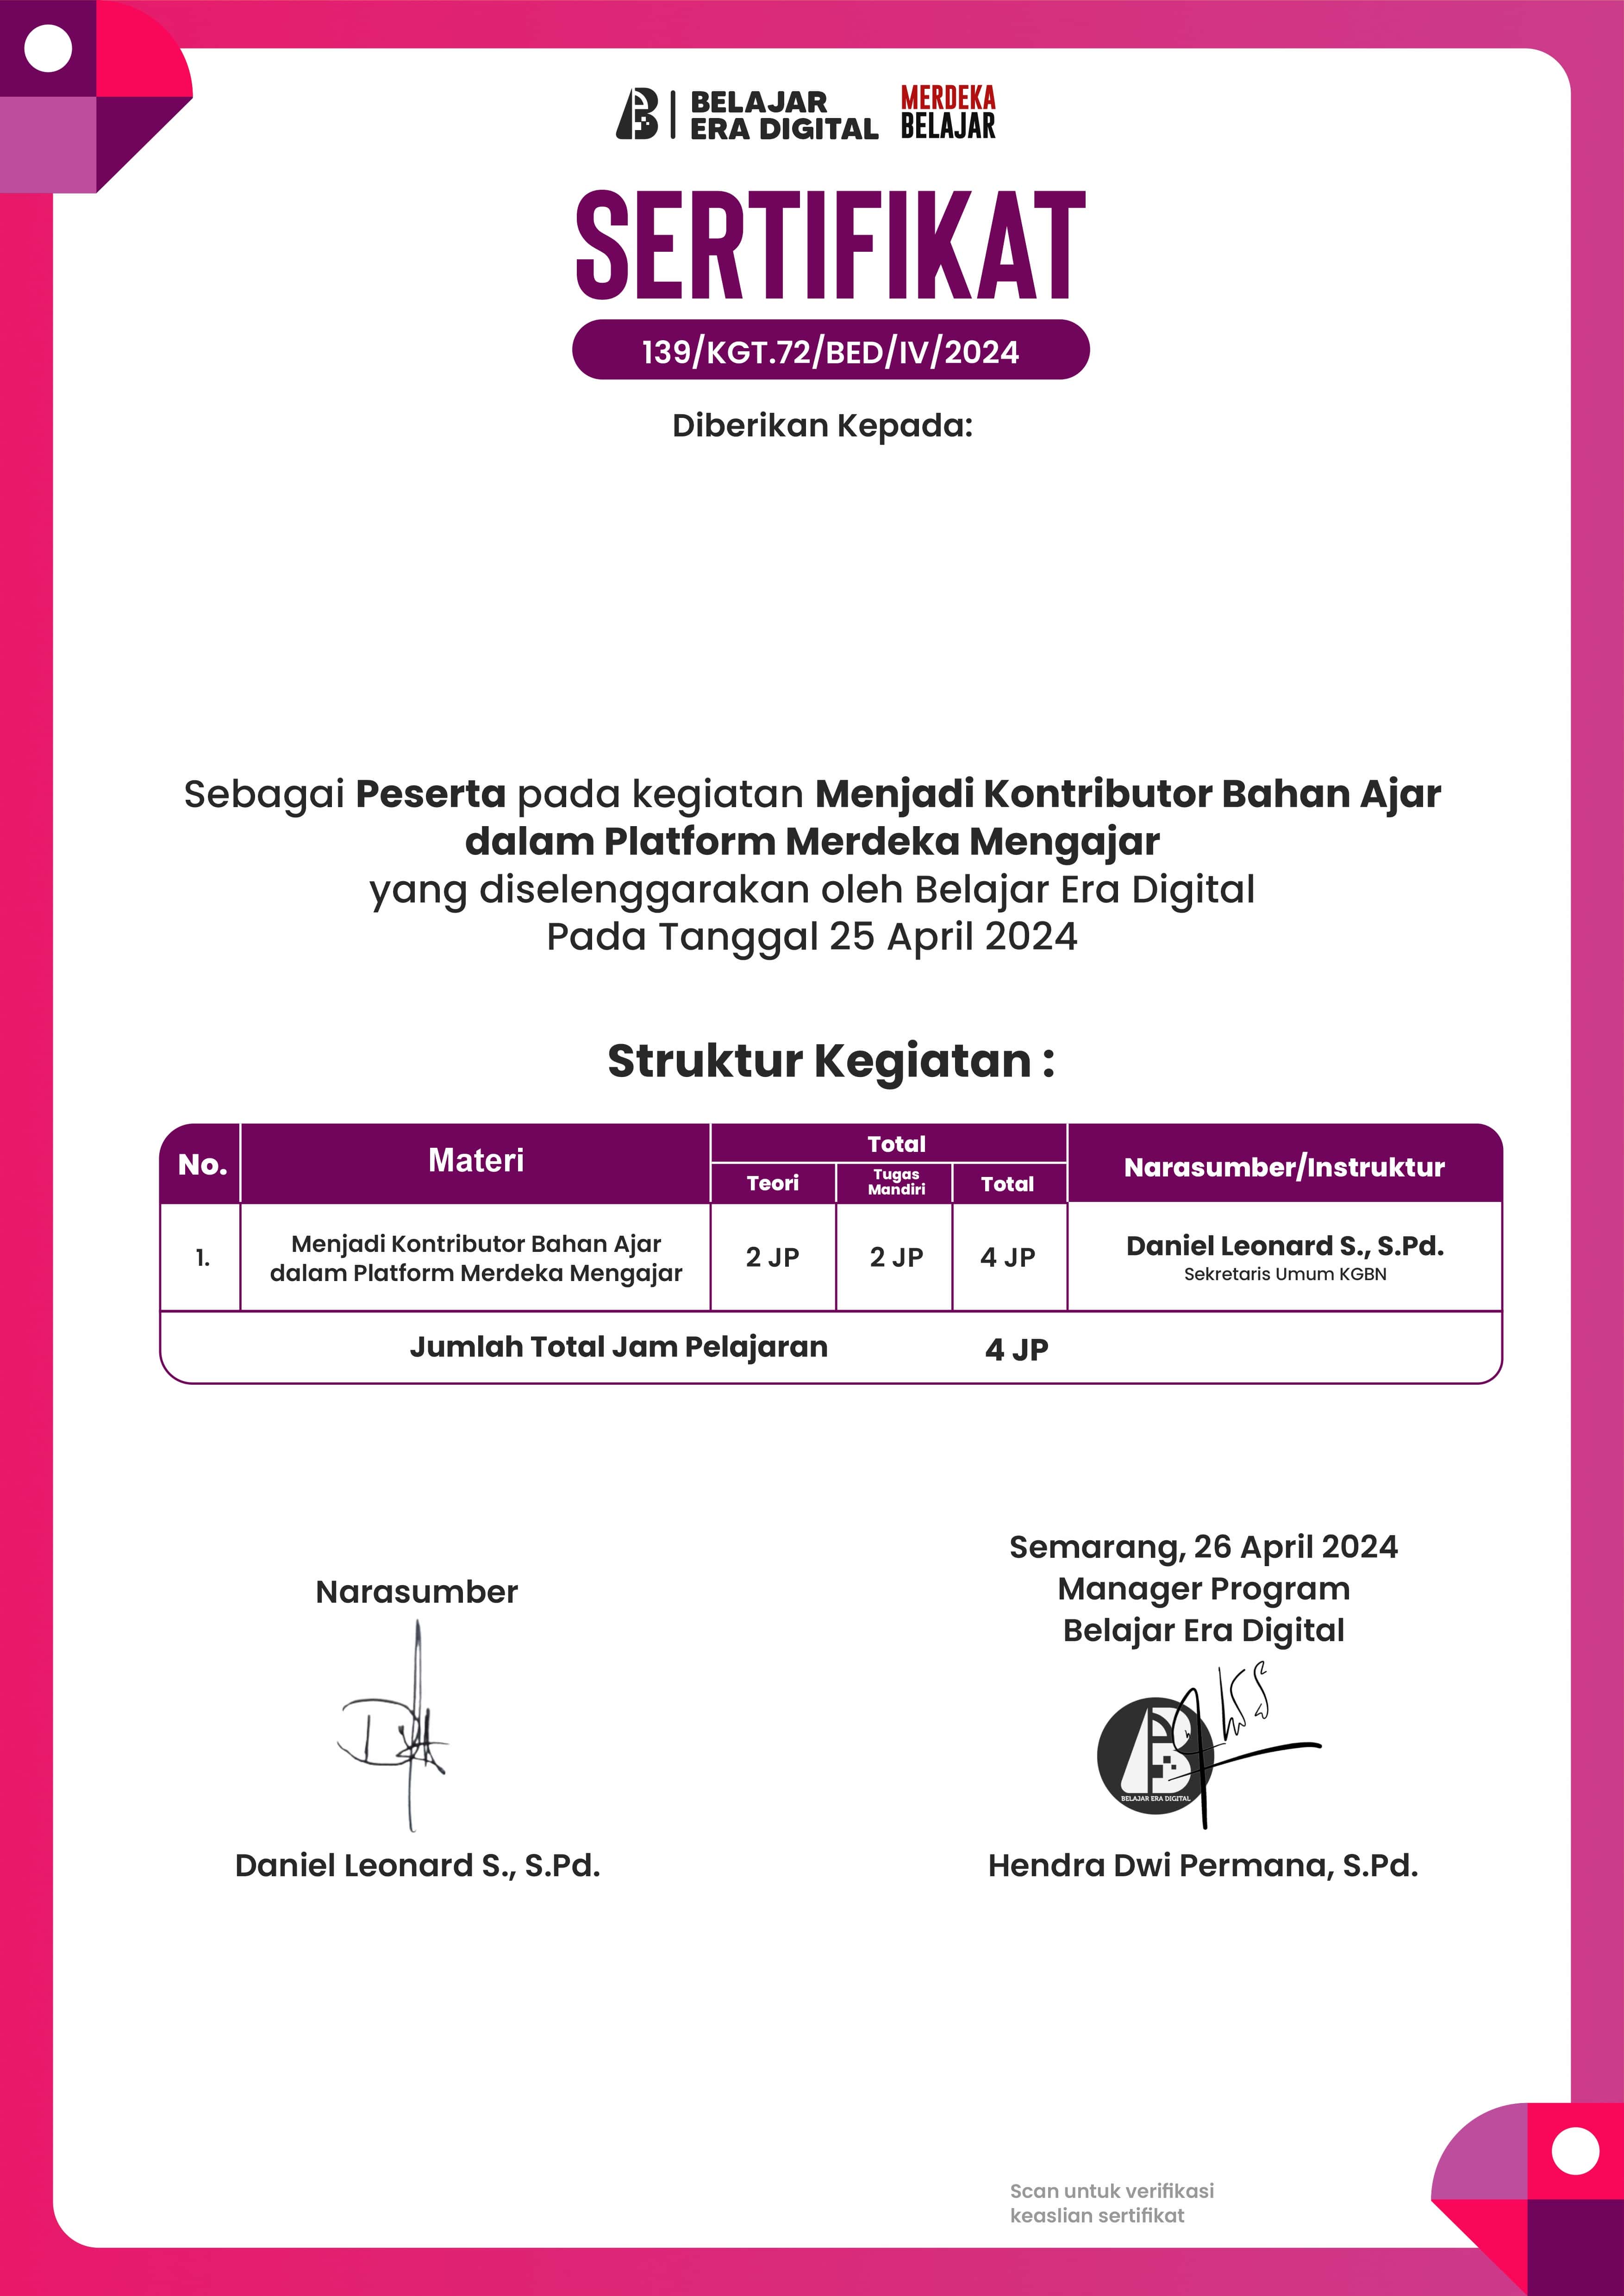 BELAJAR
ERA DIGITAL
MERDEKA
BELAJAR
SERTIFIKAT
139/KGT.72/BED/IV/2024
Diberikan Kepada:
Sebagai Peserta pada kegiatan Menjadi Kontributor Bahan Ajar
dalam Platform Merdeka Mengajar
yang diselenggarakan oleh Belajar Era Digital
Pada Tanggal 25 April 2024
Struktur Kegiatan :
No. Materi Total Narasumber/Instruktur
Teori Tugas Mandiri Total
1. Menjadi Kontributor Bahan Ajar
dalam Platform Merdeka Mengajar
2 JP 2 JP 4 JP
Daniel Leonard S., S.Pd.
Sekretaris Umum KGBN
Jumlah Total Jam Pelajaran 4 JP
Narasumber
Daniel Leonard S., S.Pd.
Semarang, 26 April 2024
Manager Program
Belajar Era Digital
BELAJAR ERA DIGITAL
Hendra Dwi Permana, S.Pd.
Scan untuk verifikasi
keaslian sertifikat